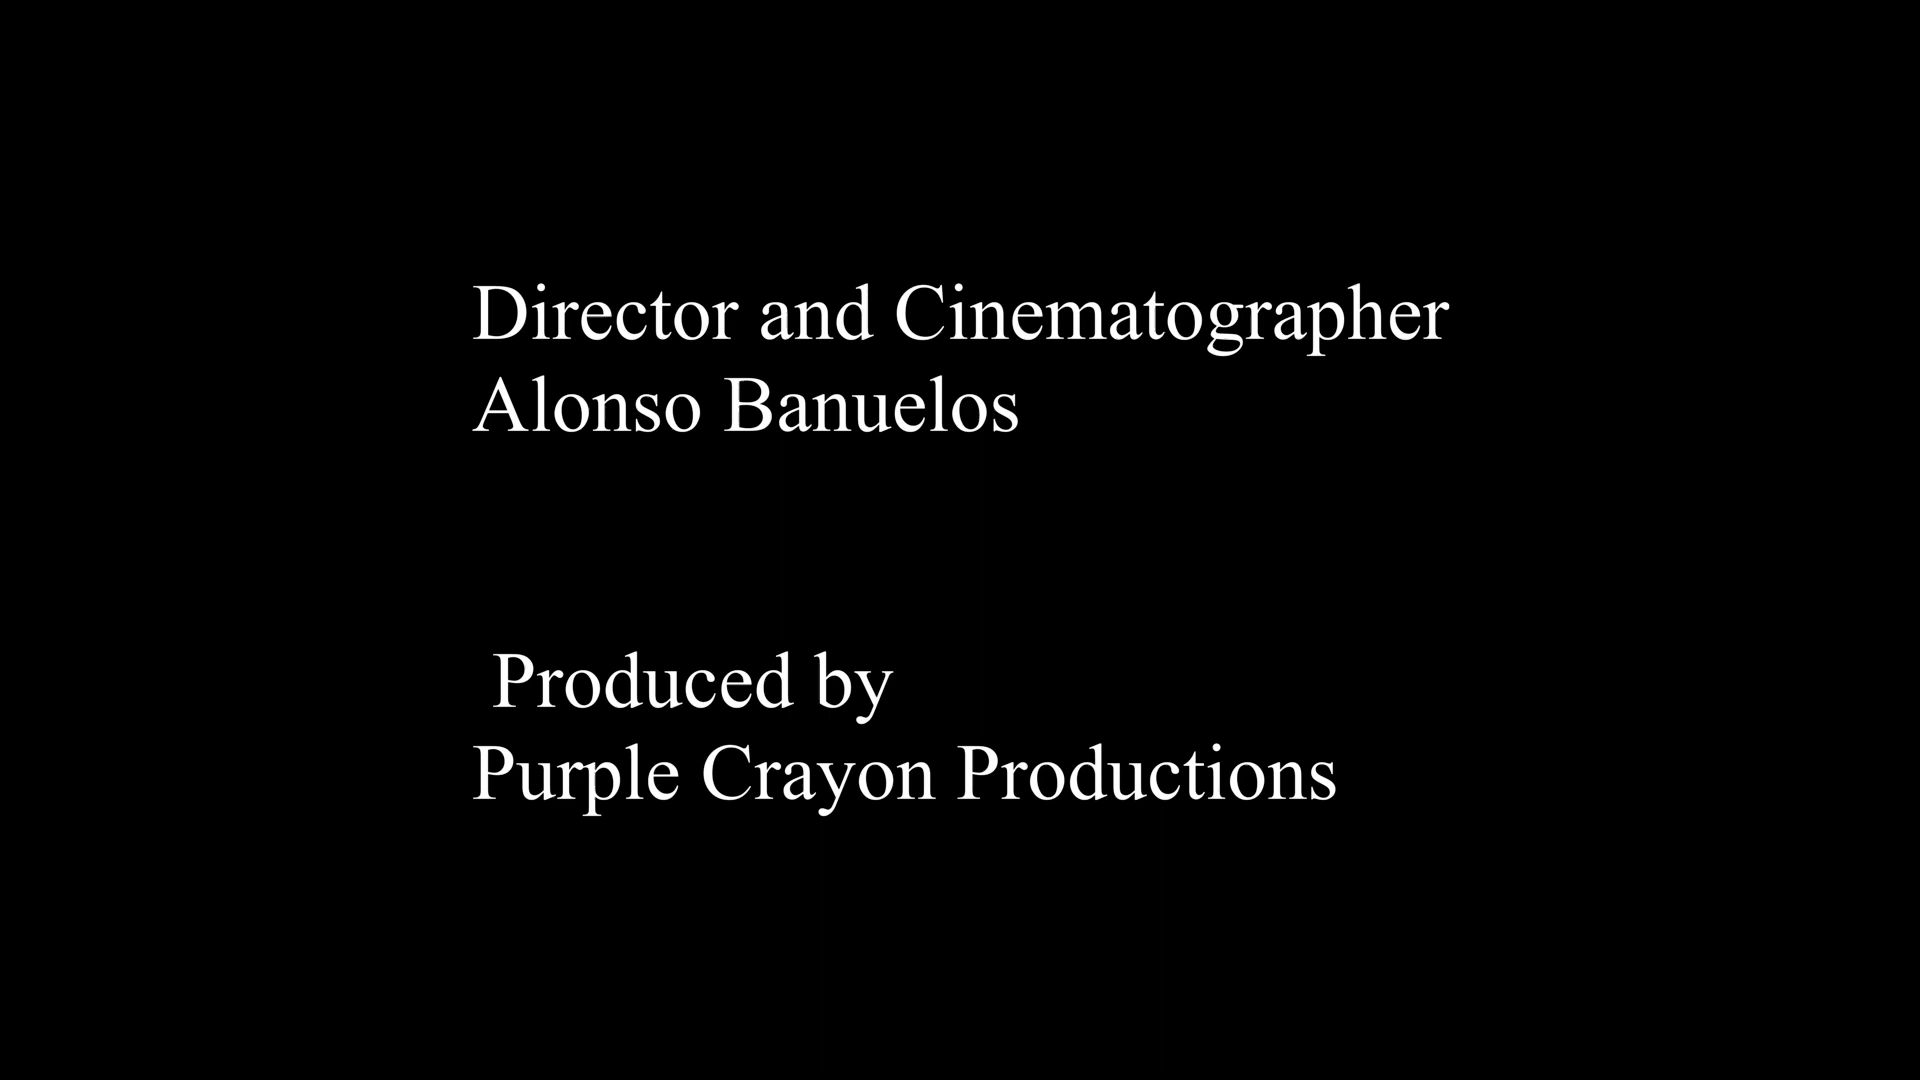 Director and Cinematographer
Alonso Banuelos
Produced by
Purple Crayon Productions